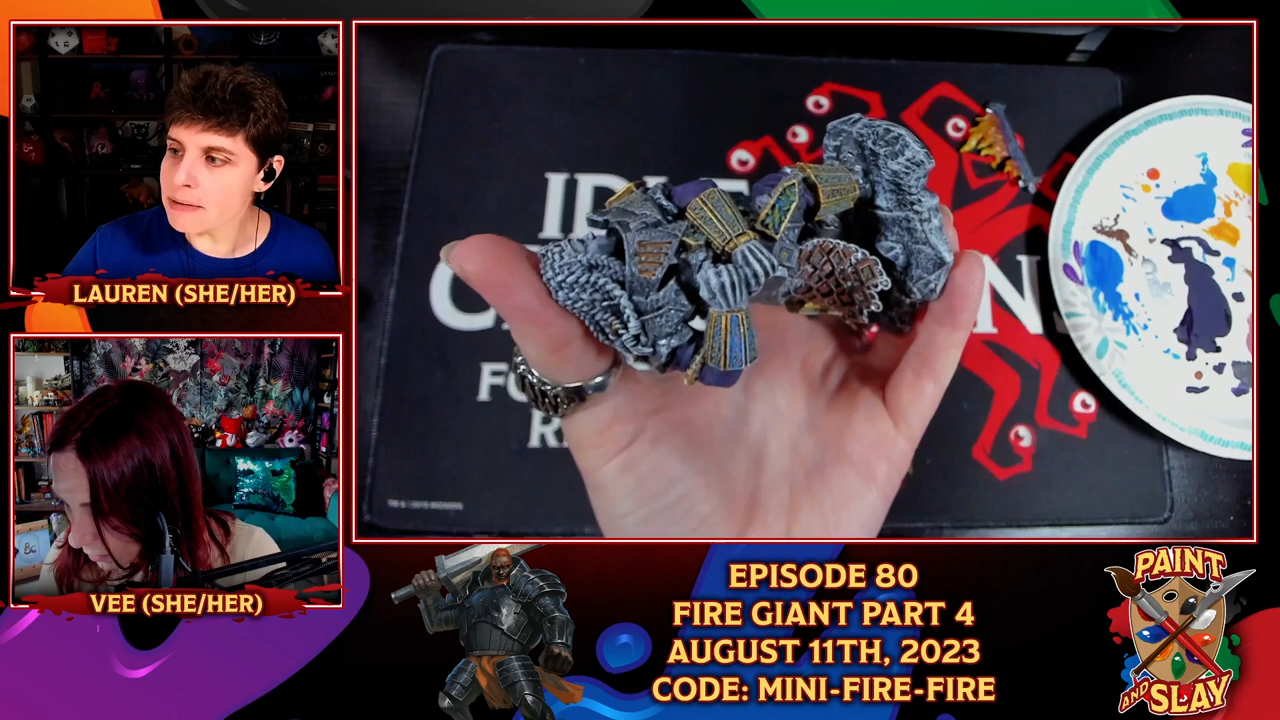 LAUREN (SHE/HER)
VEE (SHE/HER)
EPISODE 80
FIRE GIANT PART 4
AUGUST 11TH, 2023
CODE: MINI-FIRE-FIRE
PAINT
AND SLAY